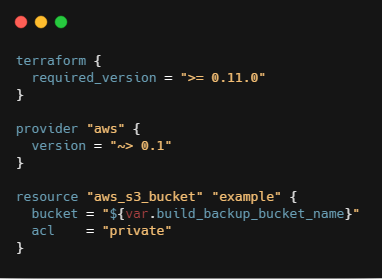 terraform {
  required_version = ">= 0.11.0"
}

provider "aws" {
  version = "~> 0.1"
}

resource "aws_s3_bucket" "example" {
  bucket = "${var.build_backup_bucket_name}"
  acl    = "private"
}